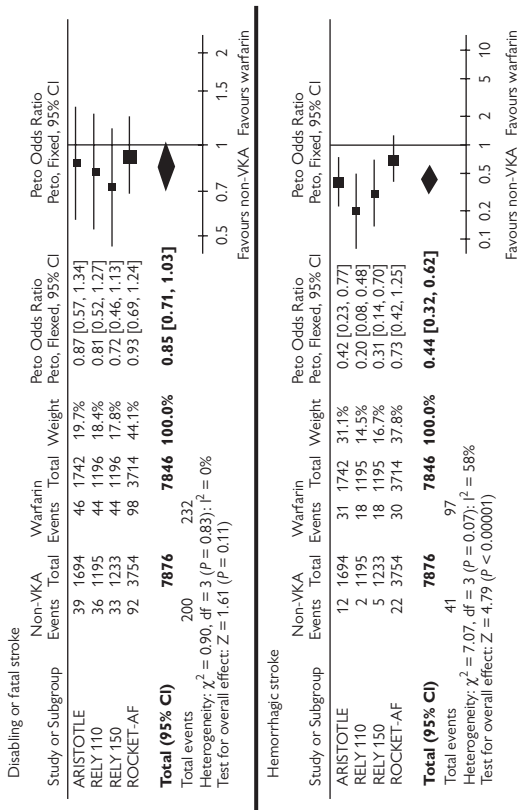 Disabling or fatal stroke
Non-VKA Warfarin Peto Odds Ratio Peto Odds Ratio
Study or Subgroup Events Total Events Total Weight Peto, Flexed, 95% CI Peto, Fixed, 95% CI
ARISTOTLE 39 1694 46 1742 19.7% 0.87 [0.57, 1.34]
RELY 110 36 1195 44 1196 18.4% 0.81 [0.52, 1.27]
RELY 150 33 1233 44 1196 17.8% 0.72 [0.46, 1.13]
ROCKET-AF 92 3754 98 3714 44.1% 0.93 [0.69, 1.24]
Total (95% CI) 7876 7846 100.0% 0.85 [0.71, 1.03]
Total events 200 232
Heterogeneity: χ² = 0.90, df = 3 (P = 0.83): I² = 0%
Test for overall effect: Z = 1.61 (P = 0.11)
0.5 0.7 1 1.5 2
Favours non-VKA Favours warfarin
Hemorrhagic stroke
Non-VKA Warfarin Peto Odds Ratio Peto Odds Ratio
Study or Subgroup Events Total Events Total Weight Peto, Flexed, 95% CI Peto, Fixed, 95% CI
ARISTOTLE 12 1694 31 1742 31.1% 0.42 [0.23, 0.77]
RELY 110 2 1195 18 1195 14.5% 0.20 [0.08, 0.48]
RELY 150 5 1233 18 1195 16.7% 0.31 [0.14, 0.70]
ROCKET-AF 22 3754 30 3714 37.8% 0.73 [0.42, 1.25]
Total (95% CI) 7876 7846 100.0% 0.44 [0.32, 0.62]
Total events 41 97
Heterogeneity: χ² = 7.07, df = 3 (P = 0.07): I² = 58%
Test for overall effect: Z = 4.79 (P < 0.00001)
0.1 0.2 0.5 1 2 5 10
Favours non-VKA Favours warfarin